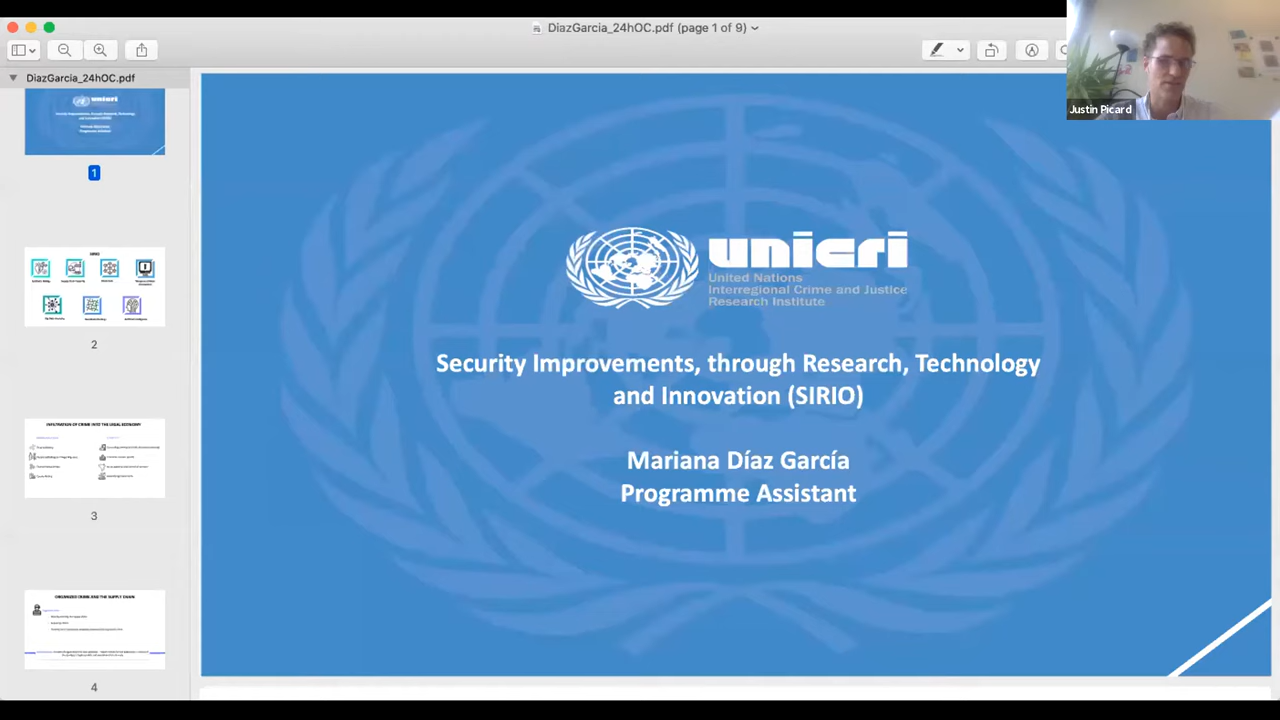 DiazGarcia_24hOC.pdf (page 1 of 9)
DiazGarcia_24hOC.pdf
Justin Picard
1
SIRIO
2
INFILTRATION OF CRIME INTO THE LEGAL ECONOMY
3
ORGANIZED CRIME AND THE SUPPLY CHAIN
4
unicri
United Nations
Interregional Crime and Justice
Research Institute
Security Improvements, through Research, Technology
and Innovation (SIRIO)
Mariana Diaz García
Programme Assistant